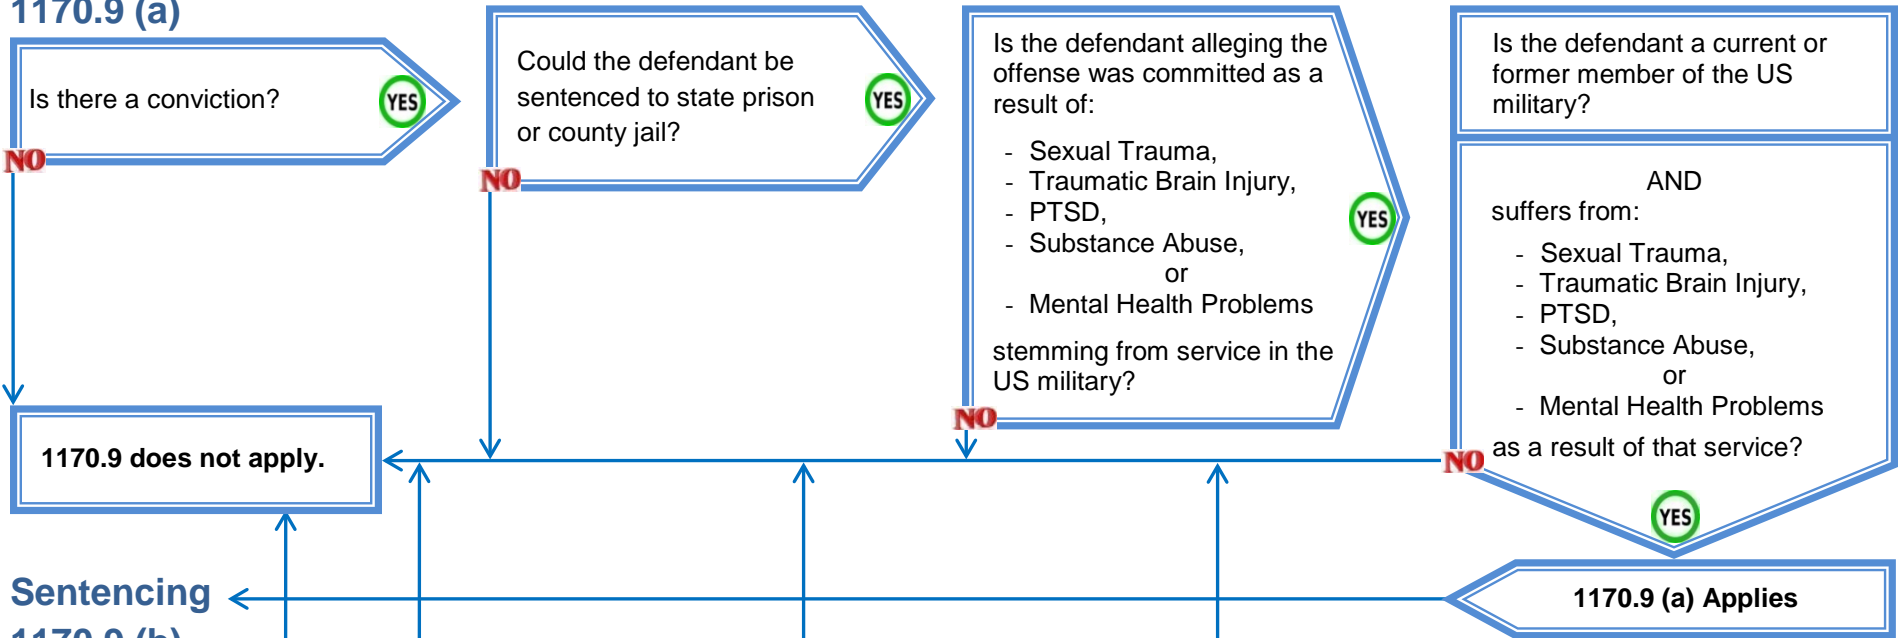 1170.9 (a)
Is there a conviction?
YES
NO
Could the defendant be
sentenced to state prison
or county jail?
YES
NO
Is the defendant alleging the
offense was committed as a
result of:
- Sexual Trauma,
- Traumatic Brain Injury,
- PTSD,
- Substance Abuse,
or
- Mental Health Problems
stemming from service in the
US military?
YES
NO
Is the defendant a current or
former member of the US
military?
AND
suffers from:
- Sexual Trauma,
- Traumatic Brain Injury,
- PTSD,
- Substance Abuse,
or
- Mental Health Problems
as a result of that service?
NO
YES
1170.9 does not apply.
1170.9 (a) Applies
Sentencing
1170.9 (b)